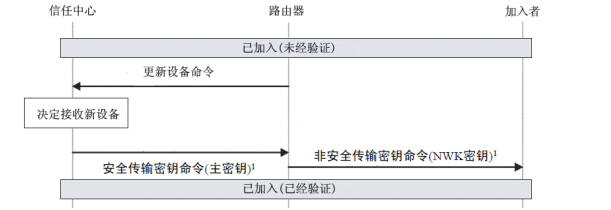 信任中心 路由器 加入者
已加入(未经验证)
更新设备命令
决定接收新设备
非安全传输密钥命令(NWK密钥)¹
安全传输密钥命令(主密钥)¹
已加入(已经验证)